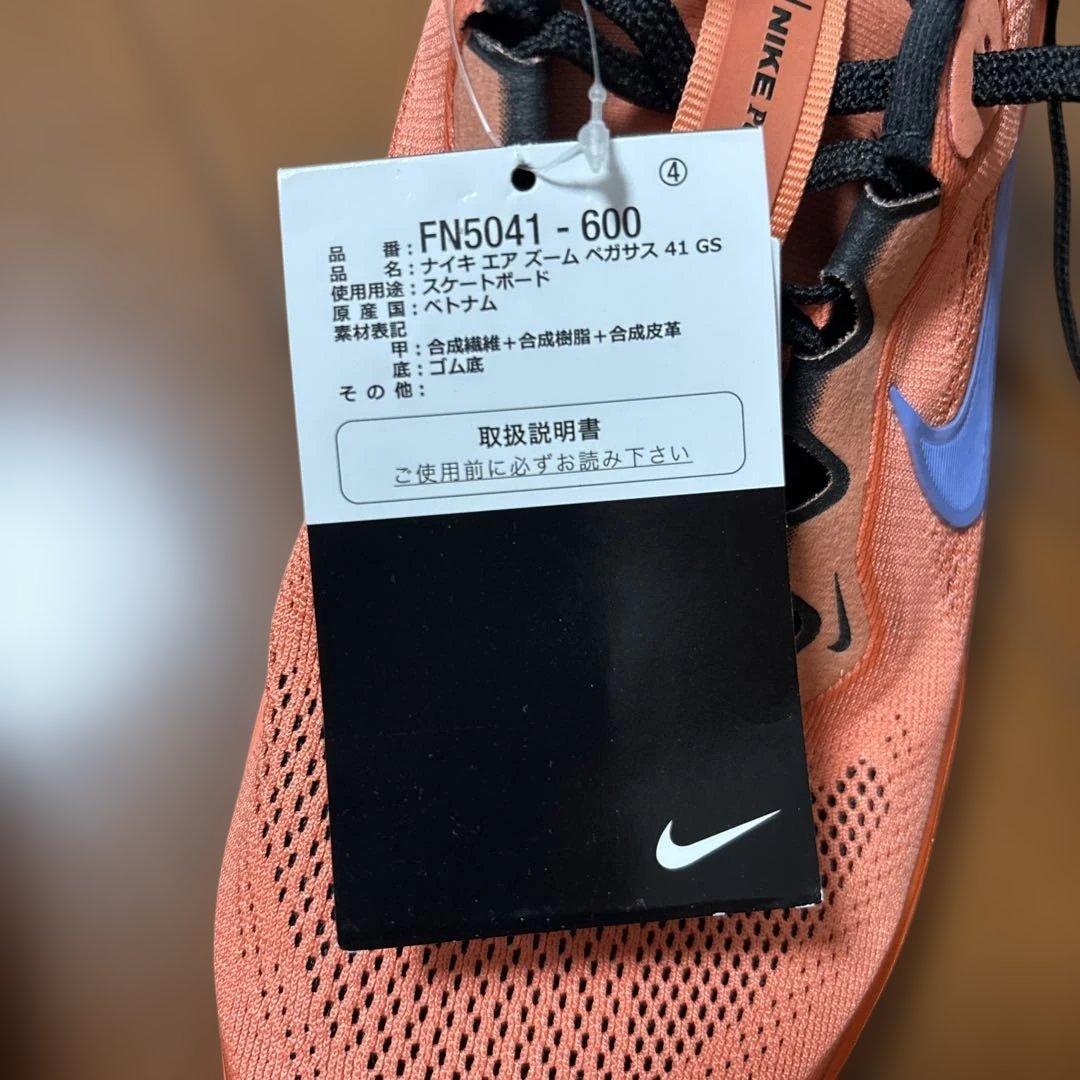 NIKE P
④
品 番：FN5041 - 600
品 名：ナイキ エア ズーム ペガサス 41 GS
使用用途：スケートボード
原 産 国：ベトナム
素材表記
甲：合成繊維＋合成樹脂＋合成皮革
底：ゴム底
そ の 他：
取扱説明書
ご使用前に必ずお読み下さい